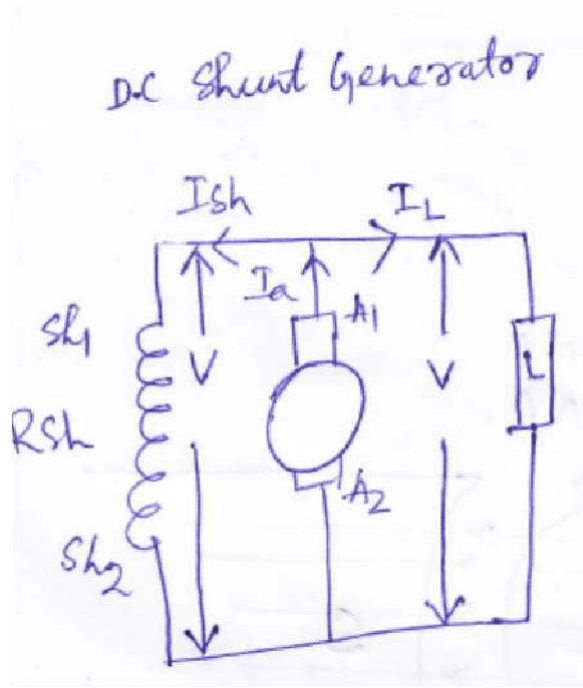 D.C Shunt Generator
Ish
IL
Ia
A1
Sh1
V
V
L
RSh
A2
Sh2